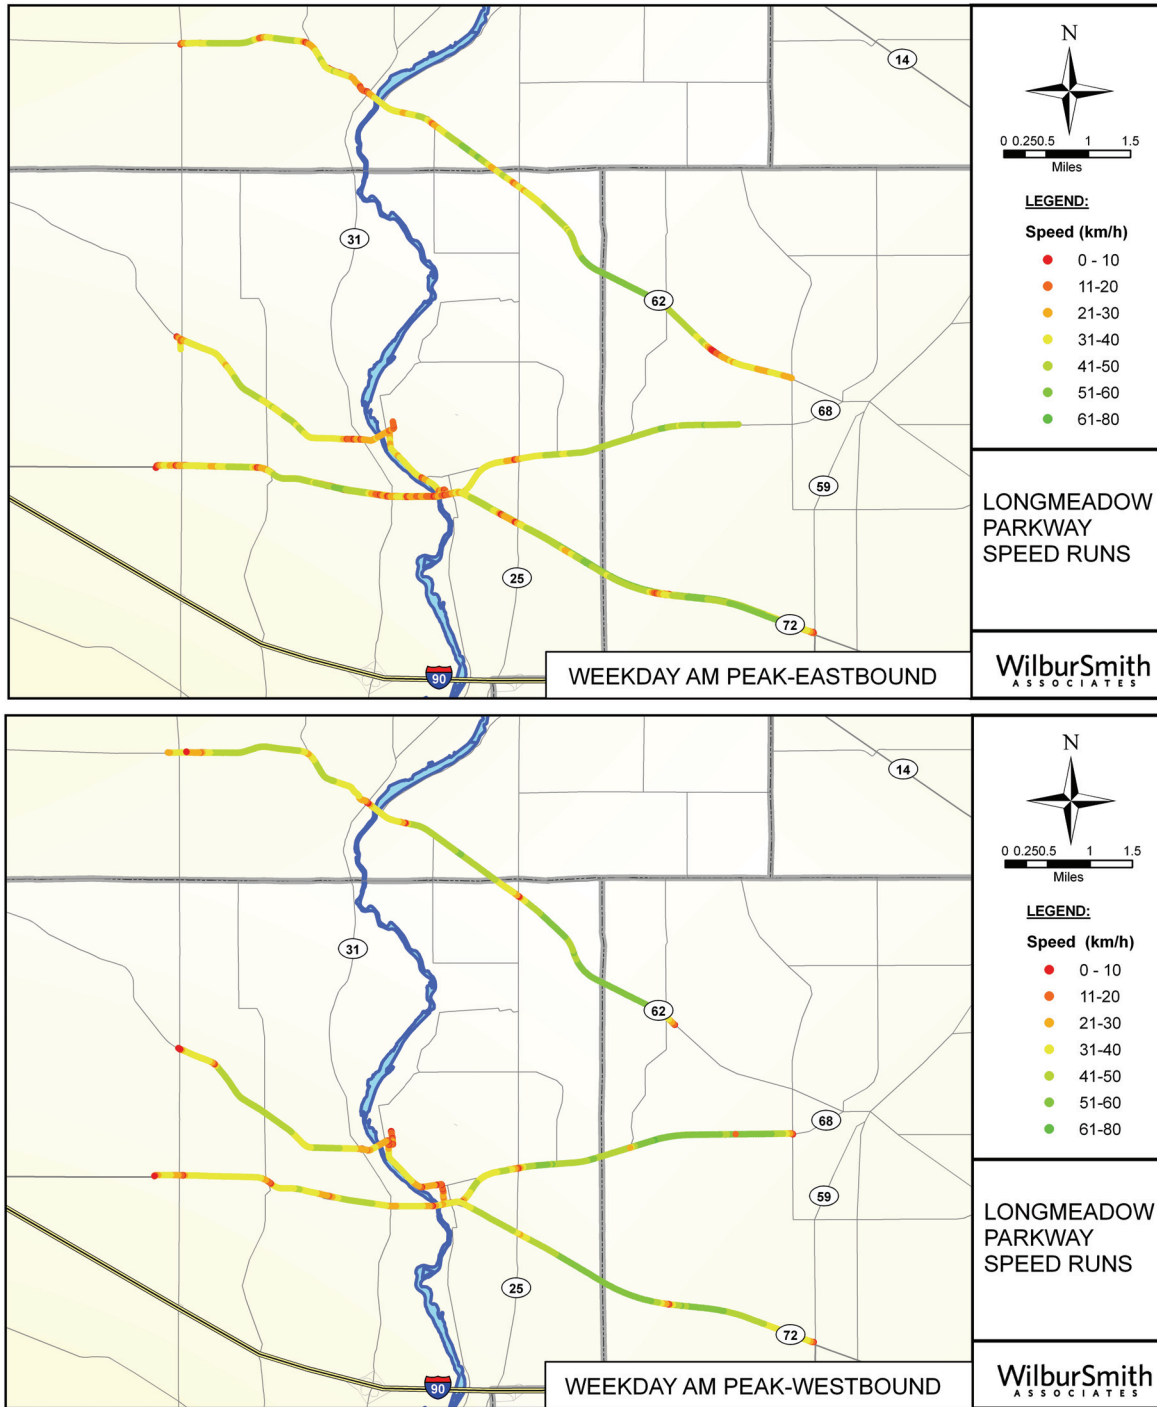 14
N
0 0.250.5 1 1.5
Miles
LEGEND:
Speed (km/h)
0 - 10
11-20
21-30
31-40
41-50
51-60
61-80
31
62
68
59
25
72
90
LONGMEADOW
PARKWAY
SPEED RUNS
WEEKDAY AM PEAK-EASTBOUND
WilburSmith
ASSOCIATES
14
N
0 0.250.5 1 1.5
Miles
LEGEND:
Speed (km/h)
0 - 10
11-20
21-30
31-40
41-50
51-60
61-80
31
62
68
59
25
72
90
LONGMEADOW
PARKWAY
SPEED RUNS
WEEKDAY AM PEAK-WESTBOUND
WilburSmith
ASSOCIATES